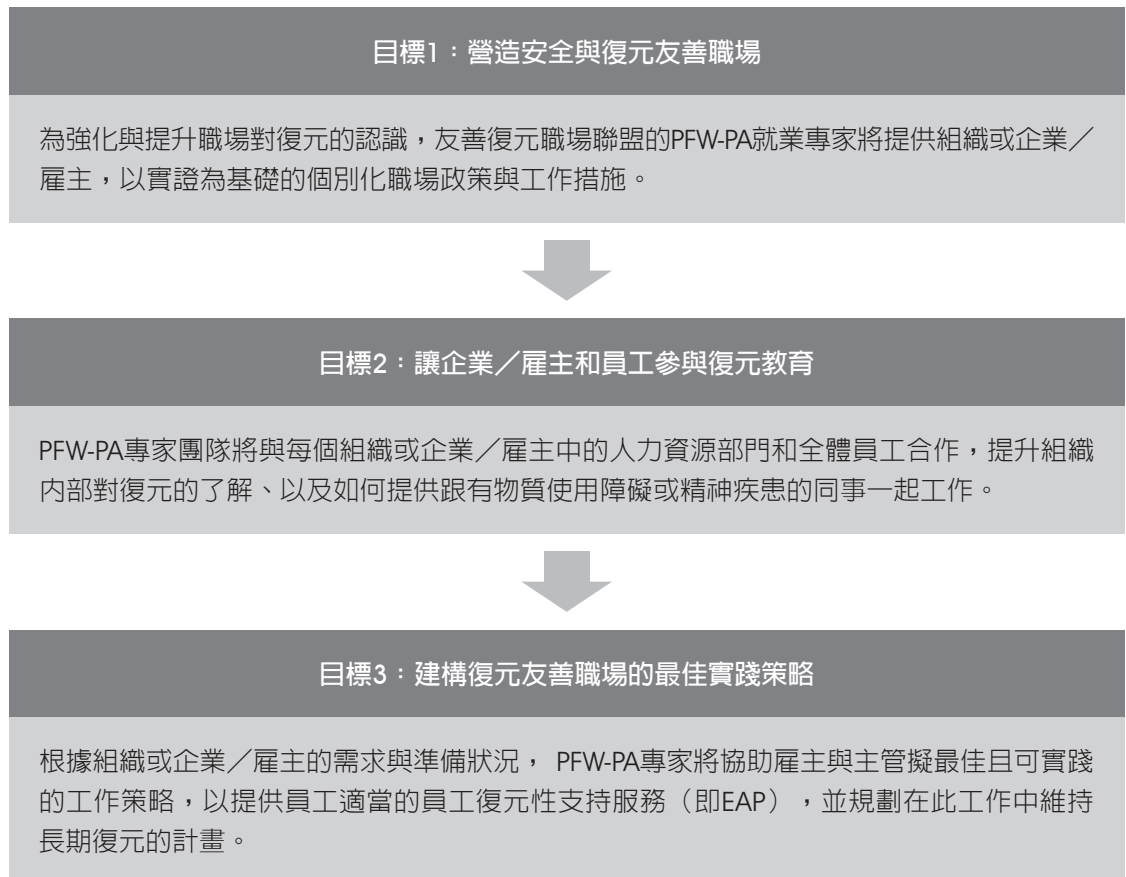 目標1：營造安全與復元友善職場
為強化與提升職場對復元的認識，友善復元職場聯盟的PFW-PA就業專家將提供組織或企業／
雇主，以實證為基礎的個別化職場政策與工作措施。
目標2：讓企業／雇主和員工參與復元教育
PFW-PA專家團隊將與每個組織或企業／雇主中的人力資源部門和全體員工合作，提升組織
內部對復元的了解、以及如何提供跟有物質使用障礙或精神疾患的同事一起工作。
目標3：建構復元友善職場的最佳實踐策略
根據組織或企業／雇主的需求與準備狀況， PFW-PA專家將協助雇主與主管擬最佳且可實踐
的工作策略，以提供員工適當的員工復元性支持服務（即EAP），並規劃在此工作中維持
長期復元的計畫。